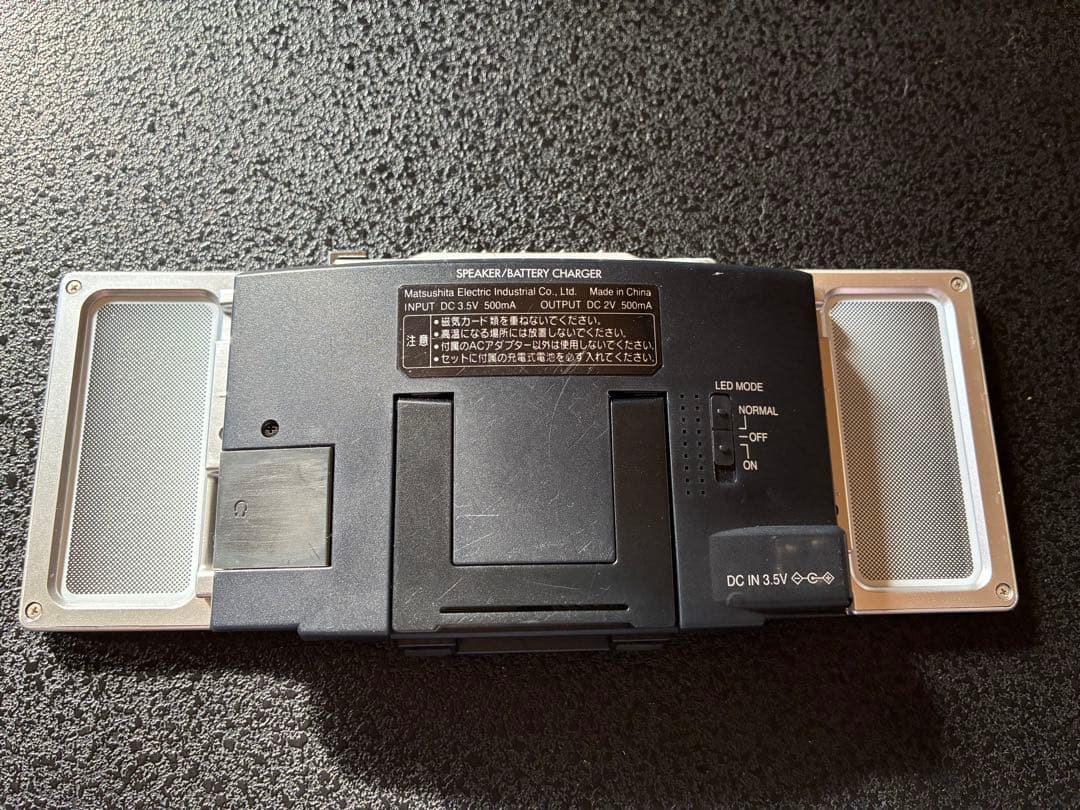 SPEAKER/BATTERY CHARGER
Matsushita Electric Industrial Co., Ltd. Made in China
INPUT DC 3.5V 500mA OUTPUT DC 2V 500mA
注意
•磁気カード類を重ねないでください。
•高温になる場所には放置しないでください。
•付属のACアダプター以外は使用しないでください。
•セットに付属の充電式電池を必ず入れてください。
LED MODE
NORMAL
OFF
ON
DC IN 3.5V